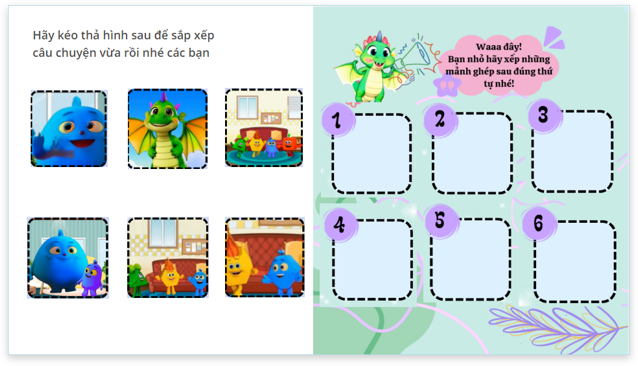 Hãy kéo thả hình sau để sắp xếp
câu chuyện vừa rồi nhé các bạn
Waaa đây!
Bạn nhỏ hãy xếp những
mảnh ghép sau đúng thứ
tự nhé!
1
2
3
4
5
6